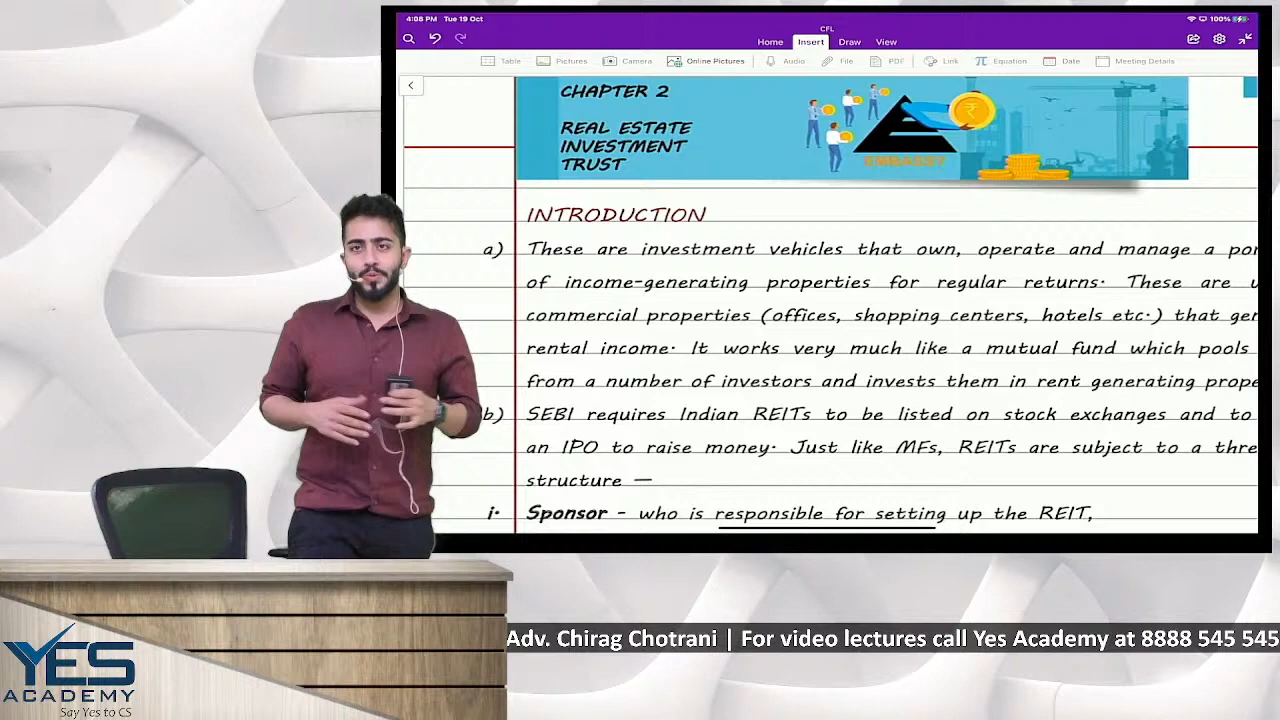 4:08 PM Tue 19 Oct
100%
CFL
Home Insert Draw View
Table Pictures Camera Online Pictures Audio File PDF Link Equation Date Meeting Details
CHAPTER 2
REAL ESTATE
INVESTMENT
TRUST
EMBASSY
INTRODUCTION
a) These are investment vehicles that own, operate and manage a por
of income-generating properties for regular returns. These are u
commercial properties (offices, shopping centers, hotels etc.) that gen
rental income. It works very much like a mutual fund which pools
from a number of investors and invests them in rent generating prope
b) SEBI requires Indian REITs to be listed on stock exchanges and to
an IPO to raise money. Just like MFs, REITs are subject to a thre
structure —
i. Sponsor - who is responsible for setting up the REIT,
Adv. Chirag Chotrani | For video lectures call Yes Academy at 8888 545 545
YES
ACADEMY
Say Yes to CS